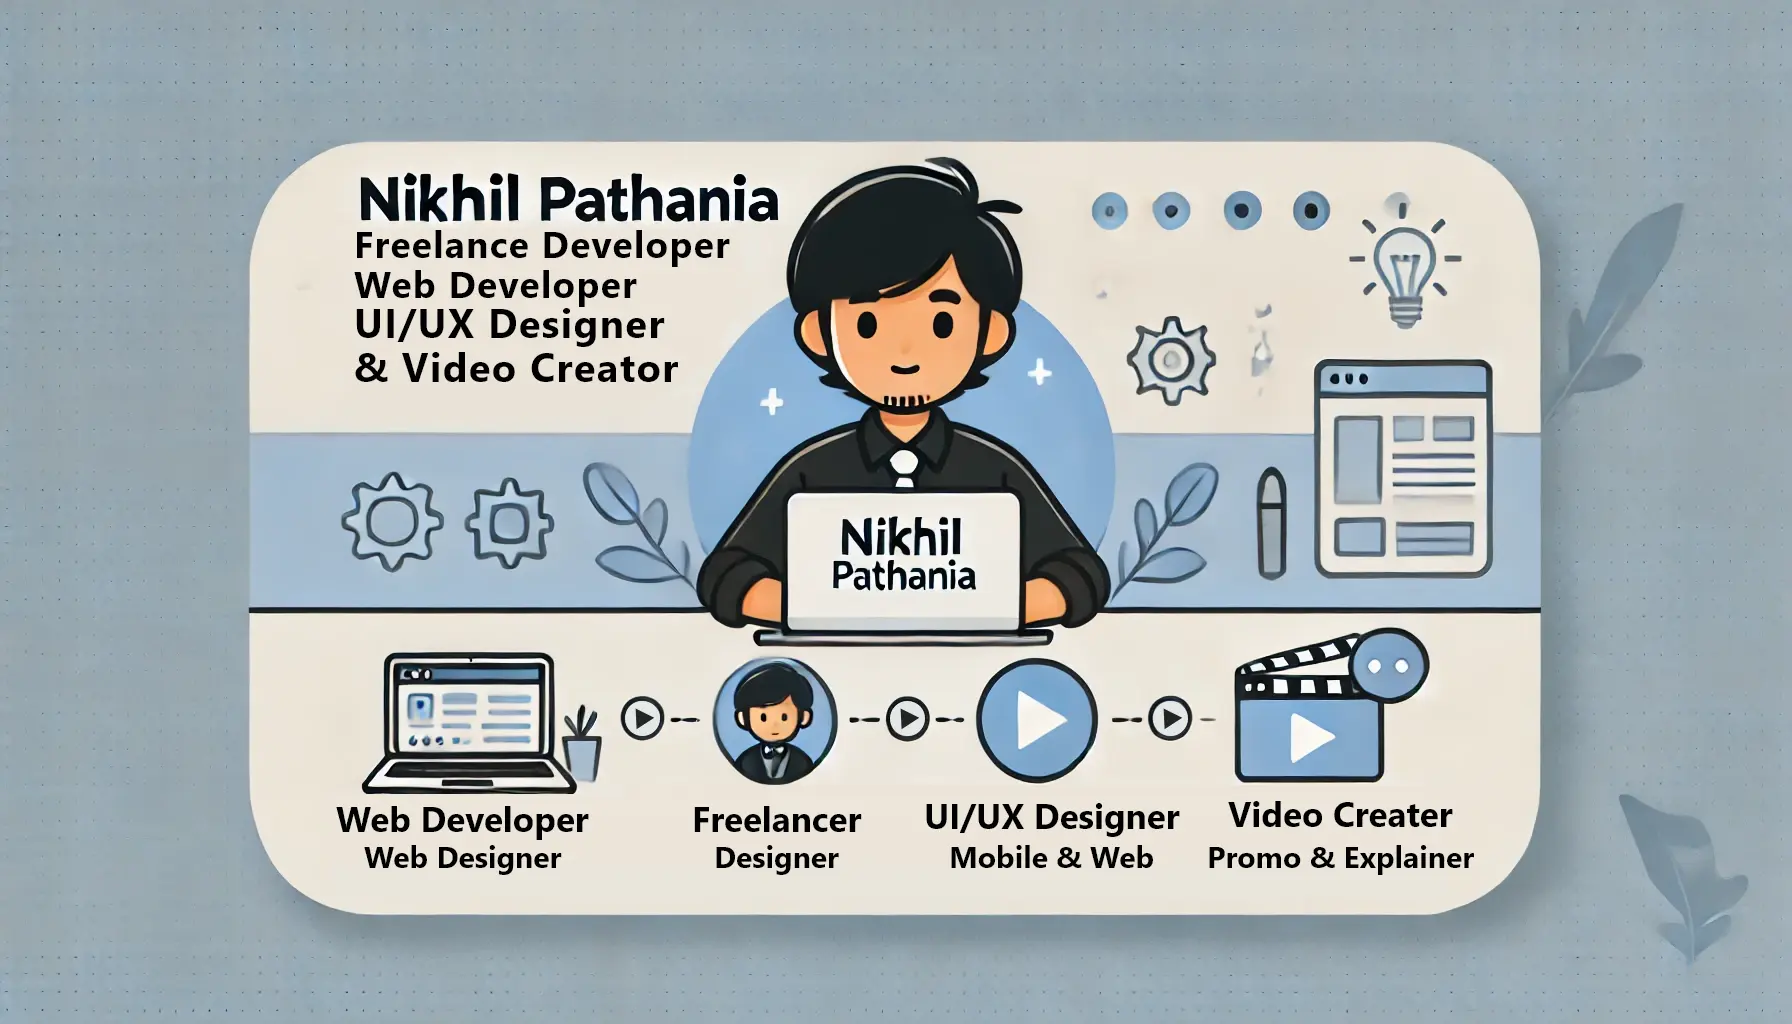 Nikhil Pathania
Freelance Developer
Web Developer
UI/UX Designer
& Video Creator
Nikhil
Pathania
Web Developer
Web Designer
Freelancer
Designer
UI/UX Designer
Mobile & Web
Video Creater
Promo & Explainer